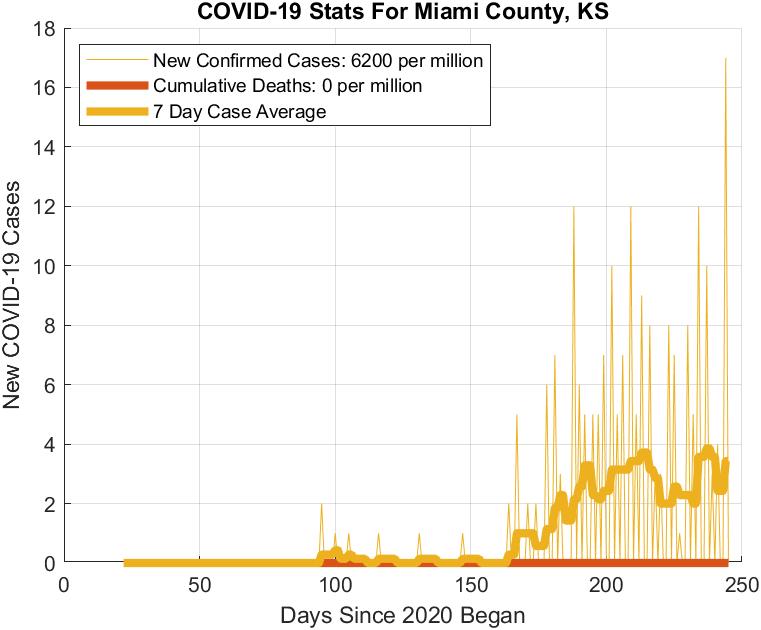 COVID-19 Stats For Miami County, KS
18
16
14
12
10
8
6
4
2
0
New COVID-19 Cases
New Confirmed Cases: 6200 per million
Cumulative Deaths: 0 per million
7 Day Case Average
0
50
100
150
200
250
Days Since 2020 Began